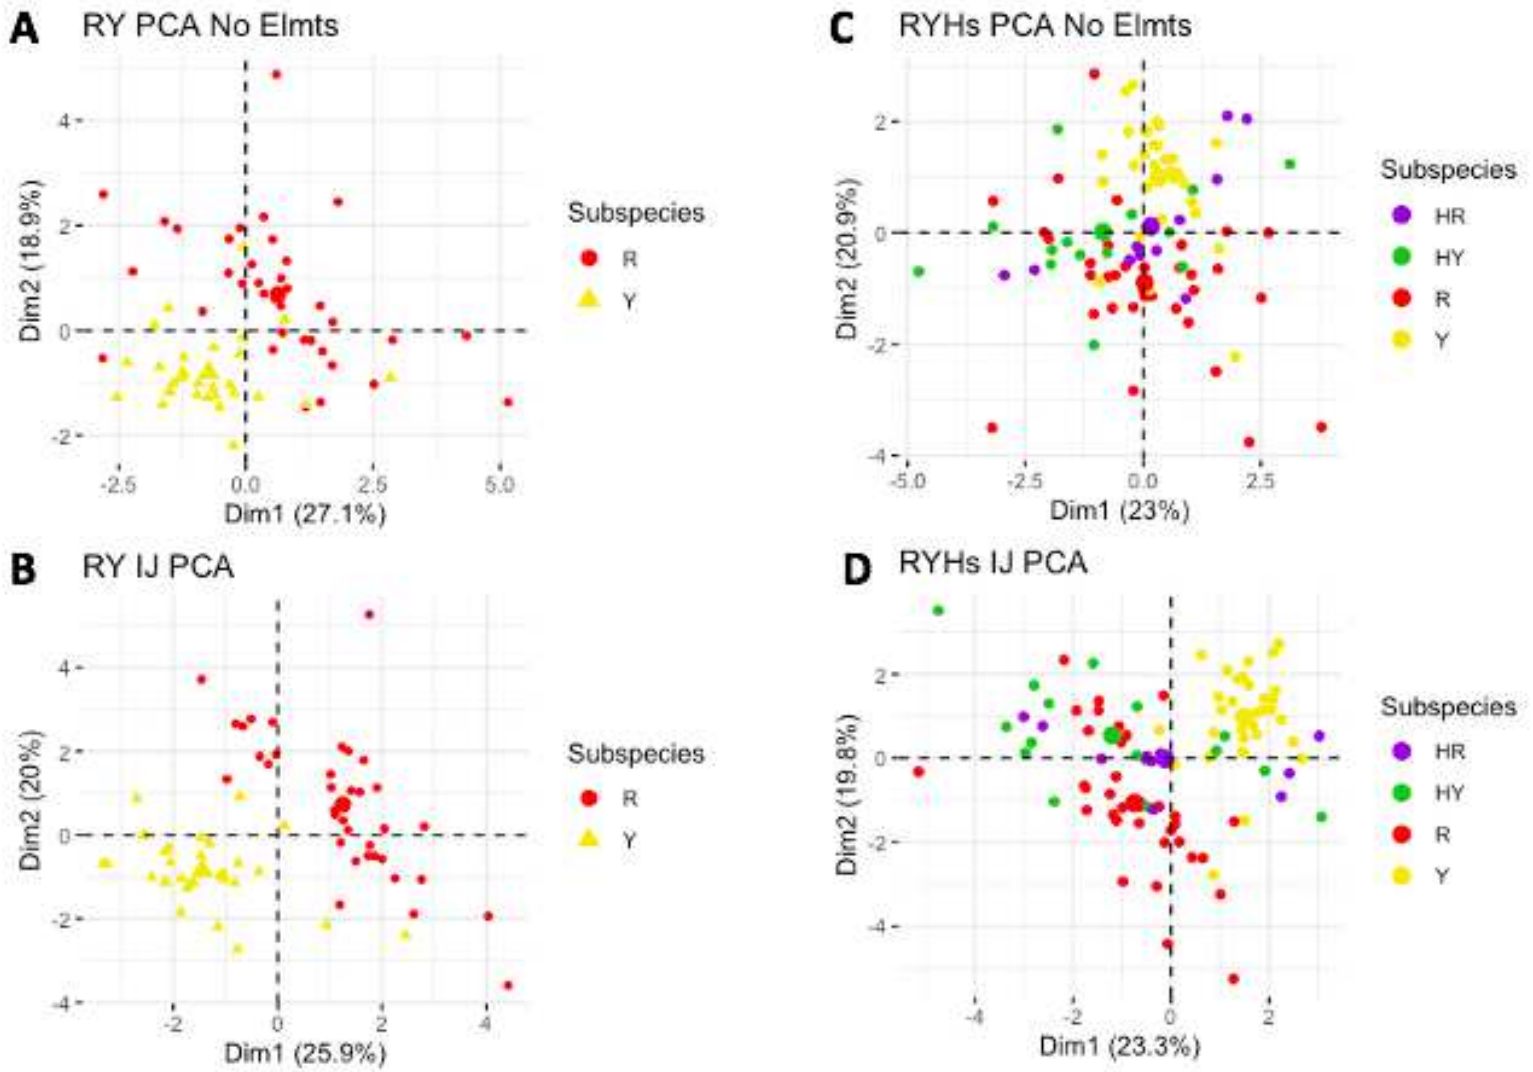 A
RY PCA No Elmts
4
2
0
-2
Dim2 (18.9%)
-2.5
0.0
2.5
5.0
Dim1 (27.1%)
Subspecies
R
Y
B
RY IJ PCA
4
2
0
-2
-4
Dim2 (20%)
-2
0
2
4
Dim1 (25.9%)
Subspecies
R
Y
C
RYHs PCA No Elmts
2
0
-2
-4
Dim2 (20.9%)
-5.0
-2.5
0.0
2.5
Dim1 (23%)
Subspecies
HR
HY
R
Y
D
RYHs IJ PCA
2
0
-2
-4
Dim2 (19.8%)
-4
-2
0
2
Dim1 (23.3%)
Subspecies
HR
HY
R
Y